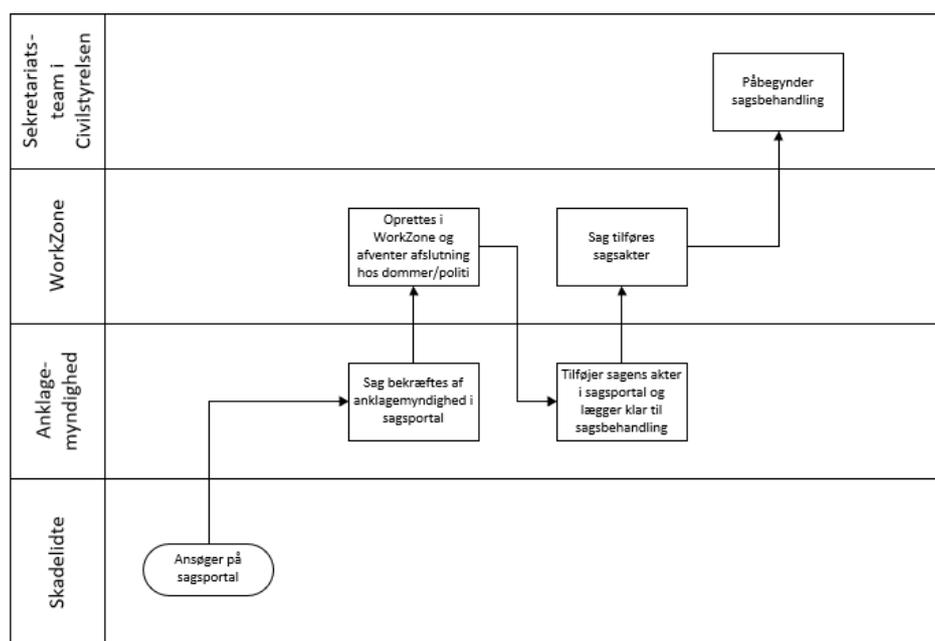 Sekretariats-
team i
Civilstyrelsen
Påbegynder
sagsbehandling
WorkZone
Oprettes i
WorkZone og
afventer afslutning
hos dommer/politi
Sag tilføres
sagsakter
Anklage-
myndighed
Sag bekræftes af
anklagemyndighed i
sagsportal
Tilføjer sagens akter
i sagsportal og
lægger klar til
sagsbehandling
Skadelidte
Ansøger på
sagsportal